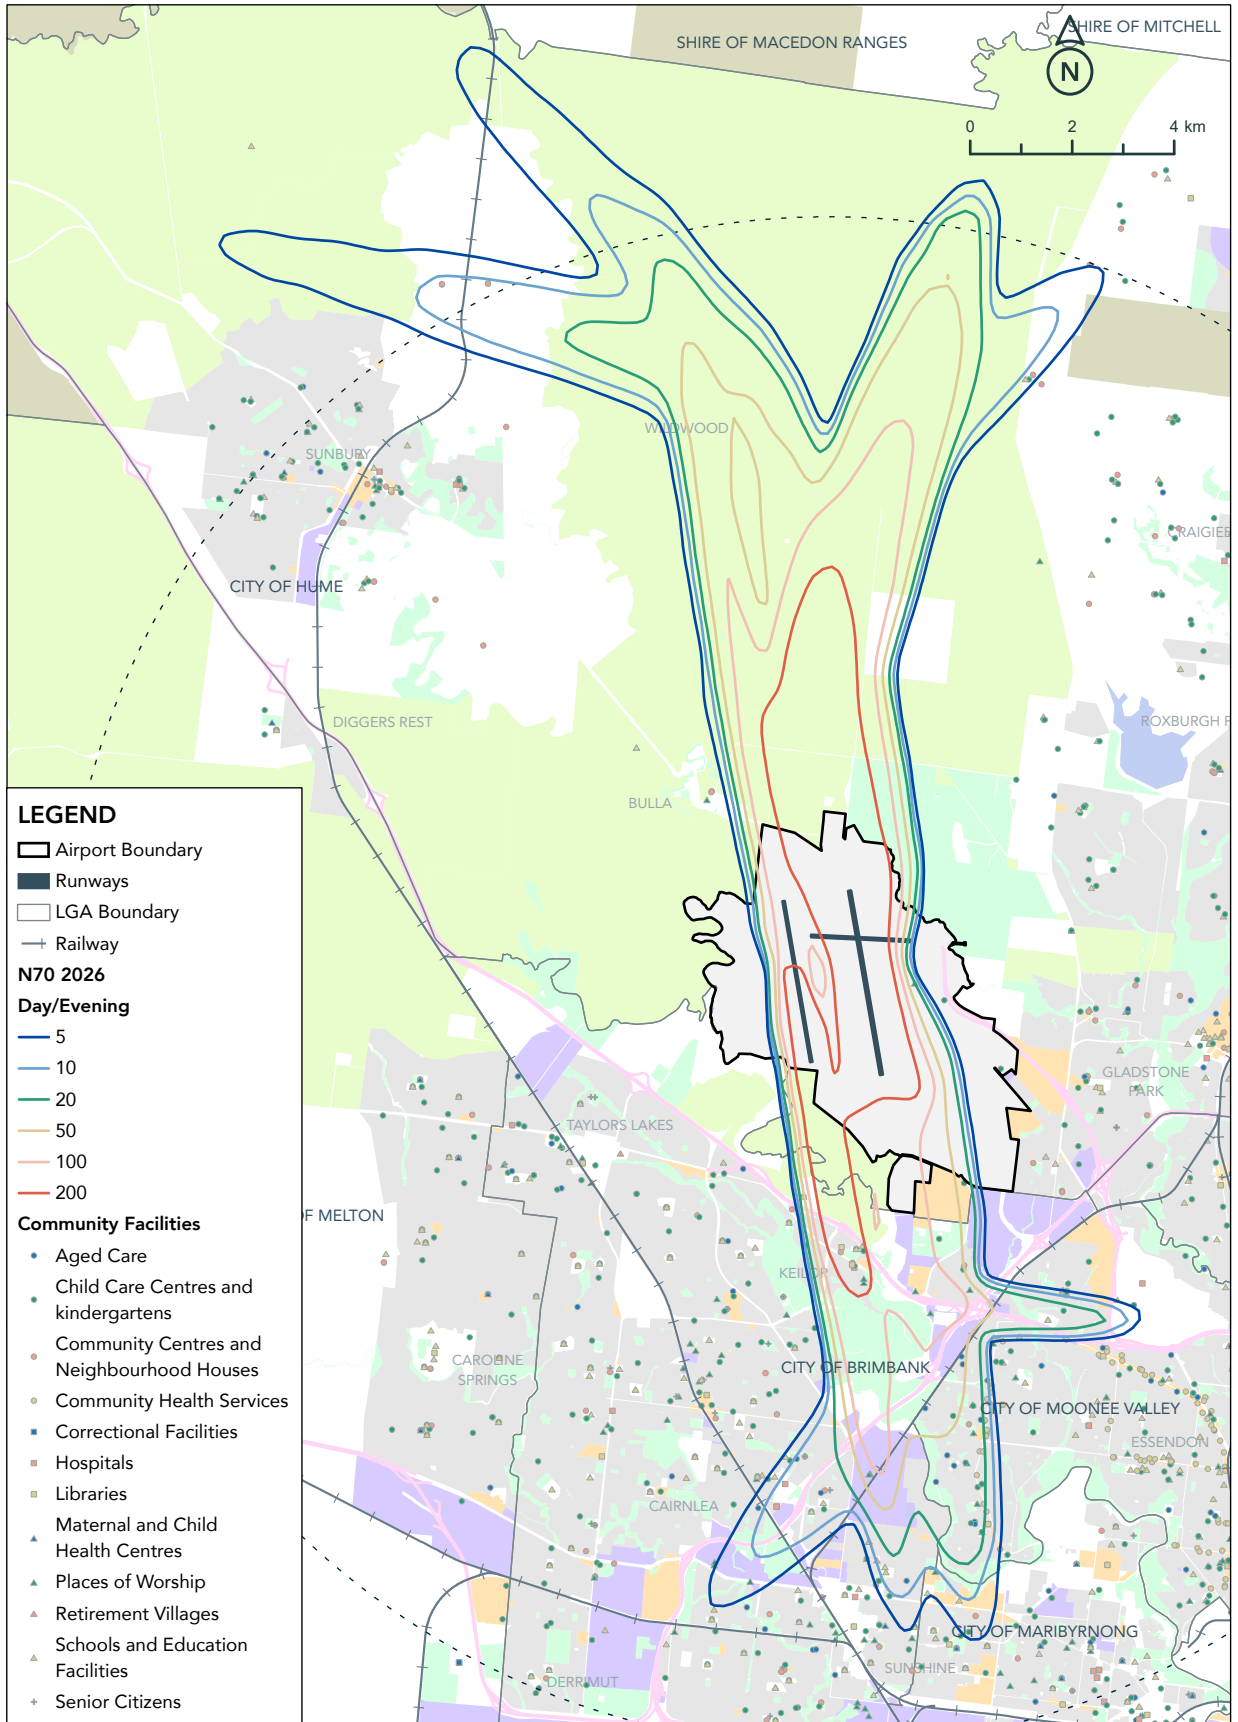 SHIRE OF MITCHELL
SHIRE OF MACEDON RANGES
N
0 2 4 km
WILDWOOD
SUNBURY
CRAIGIEB
CITY OF HUME
DIGGERS REST
ROXBURGH P
BULLA
LEGEND
Airport Boundary
Runways
LGA Boundary
Railway
N70 2026
Day/Evening
5
10
20
50
100
200
Community Facilities
Aged Care
Child Care Centres and
kindergartens
Community Centres and
Neighbourhood Houses
Community Health Services
Correctional Facilities
Hospitals
Libraries
Maternal and Child
Health Centres
Places of Worship
Retirement Villages
Schools and Education
Facilities
Senior Citizens
GLADSTONE
PARK
TAYLORS LAKES
OF MELTON
KEILOR
CAROLINE
SPRINGS
CITY OF BRIMBANK
CITY OF MOONEE VALLEY
ESSENDON
CAIRNLEA
CITY OF MARIBYRNONG
SUNSHINE
DERRIMUT